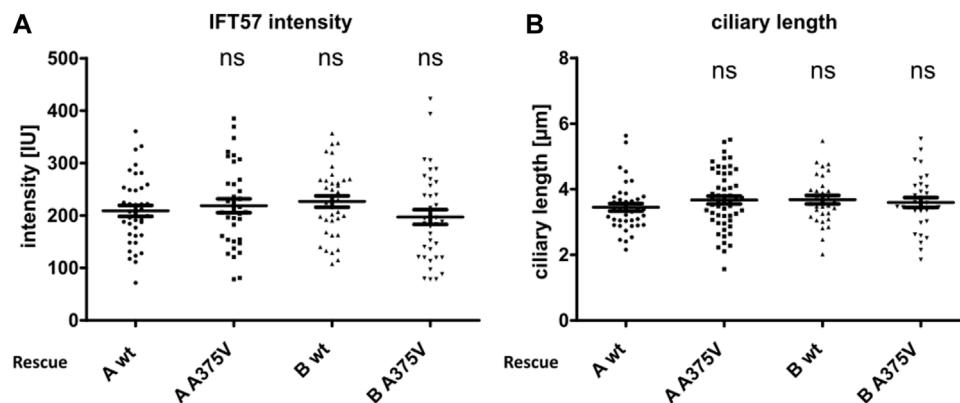 A
IFT57 intensity
intensity [IU]
500
400
300
200
100
0
ns
ns
ns
Rescue
A wt
A A375V
B wt
B A375V
B
ciliary length
ciliary length [µm]
8
6
4
2
0
ns
ns
ns
Rescue
A wt
A A375V
B wt
B A375V